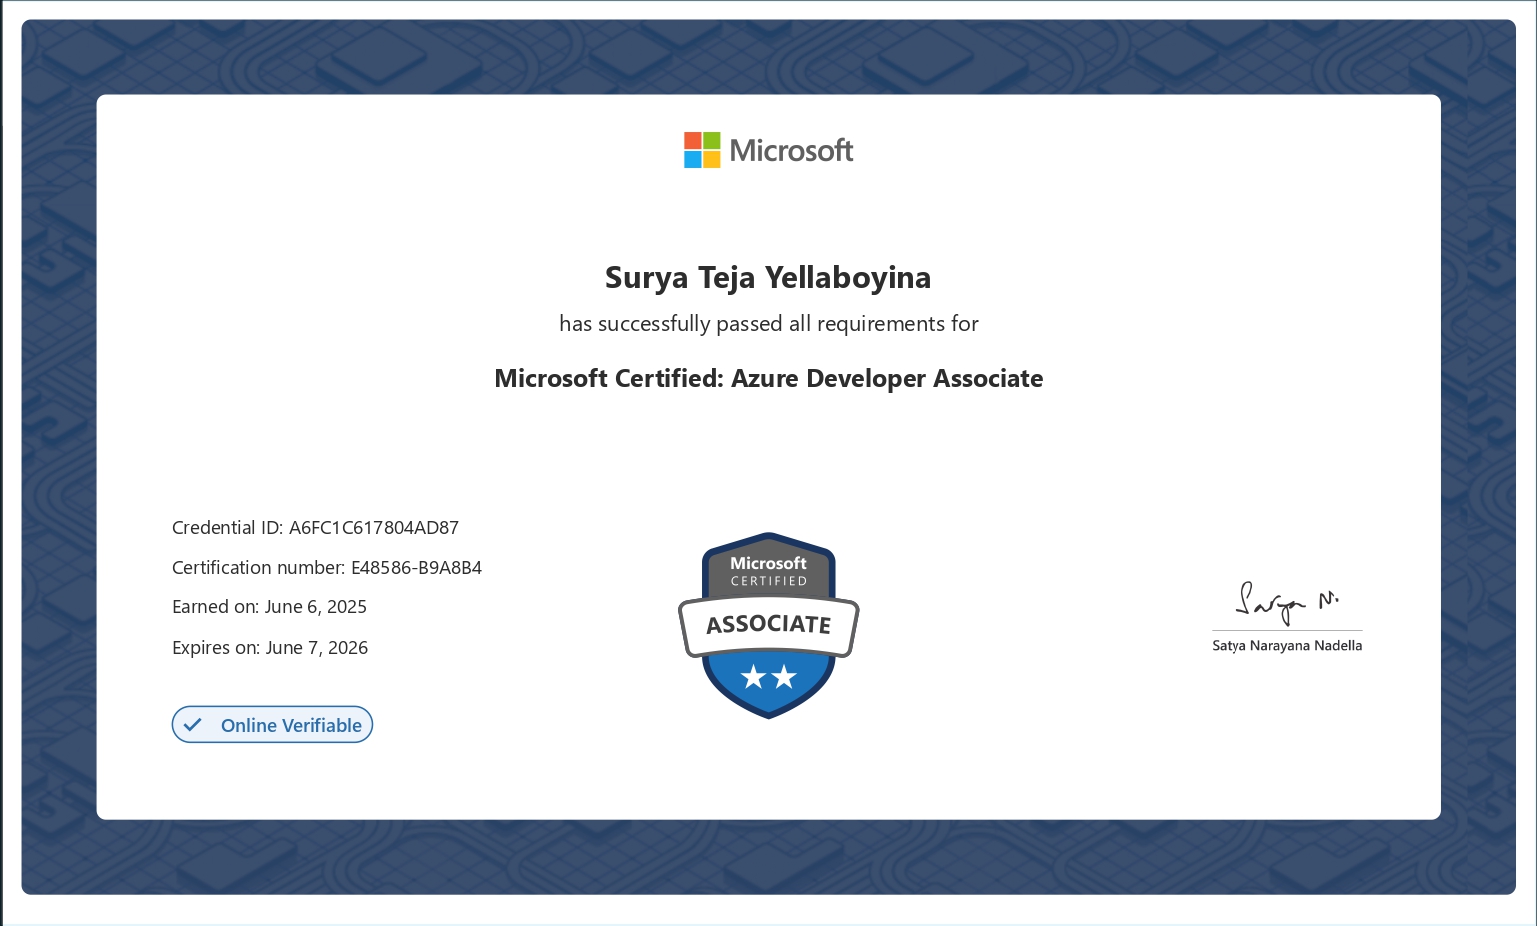 Microsoft
Surya Teja Yellaboyina
has successfully passed all requirements for
Microsoft Certified: Azure Developer Associate
Credential ID: A6FC1C617804AD87
Certification number: E48586-B9A8B4
Earned on: June 6, 2025
Expires on: June 7, 2026
Online Verifiable
Microsoft
CERTIFIED
ASSOCIATE
Satya N.
Satya Narayana Nadella